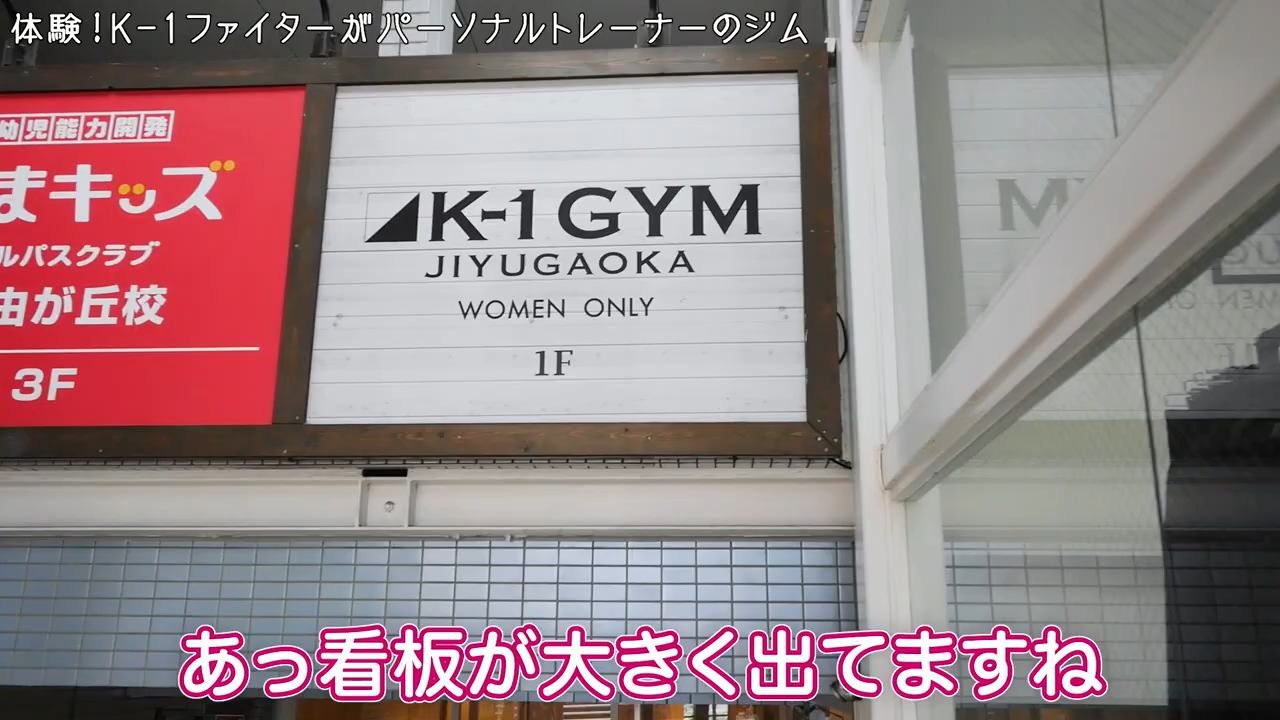 体験!K-1ファイターがパーソナルトレーナーのジム
幼児能力開発
まキッズ
ルパスクラブ
由が丘校
3F
K-1 GYM
JIYUGAOKA
WOMEN ONLY
1F
あっ看板が大きく出てますね